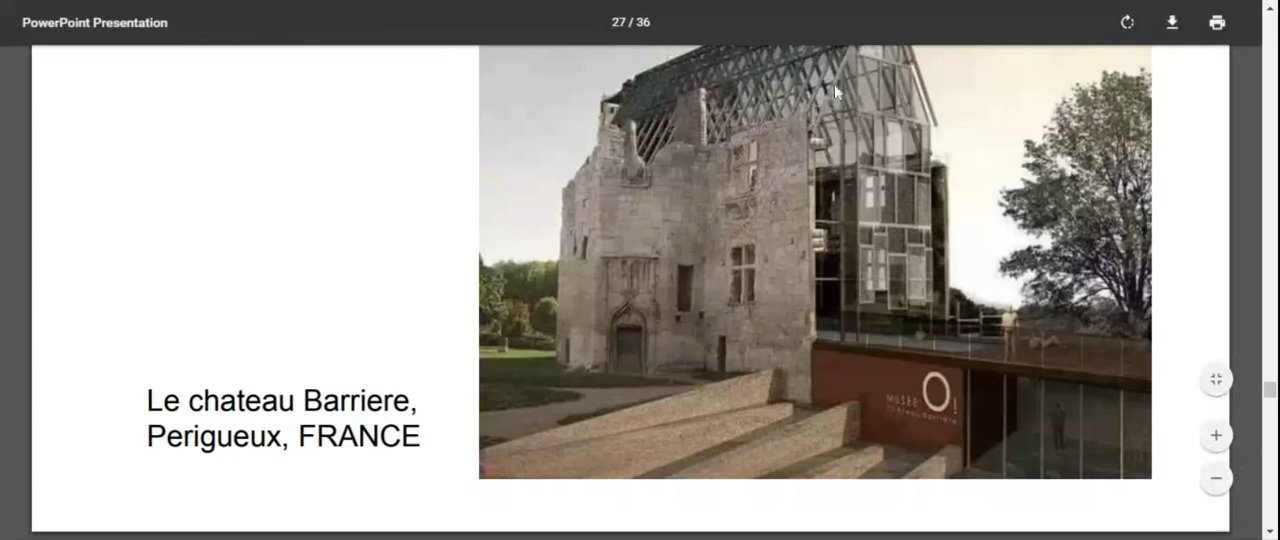 PowerPoint Presentation
27 / 36
Le chateau Barriere,
Perigueux, FRANCE
MUSEE O!
Château Barrière